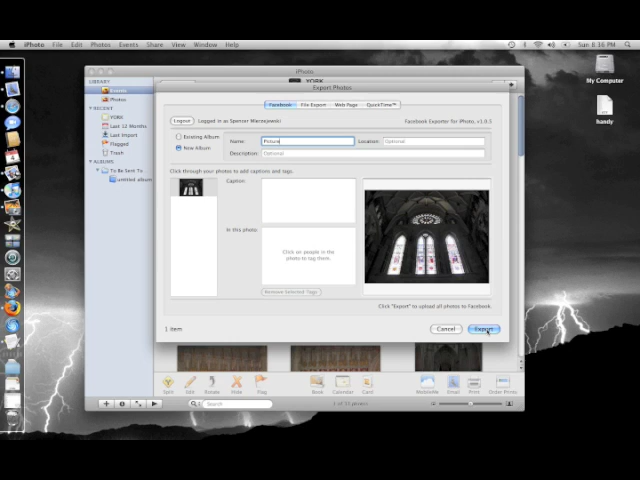 iPhoto File Edit Photos Events Share View Window Help
Sun 8:36 PM
iPhoto
My Computer
handy
LIBRARY
Events
Photos
RECENT
YORK
Last 12 Months
Last Import
Flagged
Trash
ALBUMS
To Be Sent To
untitled album
YORK
Export Photos
Facebook File Export Web Page QuickTime™
Logout Logged in as Spencer
Facebook Exporter for iPhoto, v1.0.5
Existing Album
New Album
Name: Picture
Location: Optional
Description: Optional
Click through your photos to add captions and tags.
Caption:
In this photo:
Click on people in the
photo to tag them.
Remove Selected Tags
Click "Export" to upload all photos to Facebook.
1 item
Cancel Export
Split Edit Rotate Hide Flag Book Calendar Card MobileMe Email Print Order Prints
Search